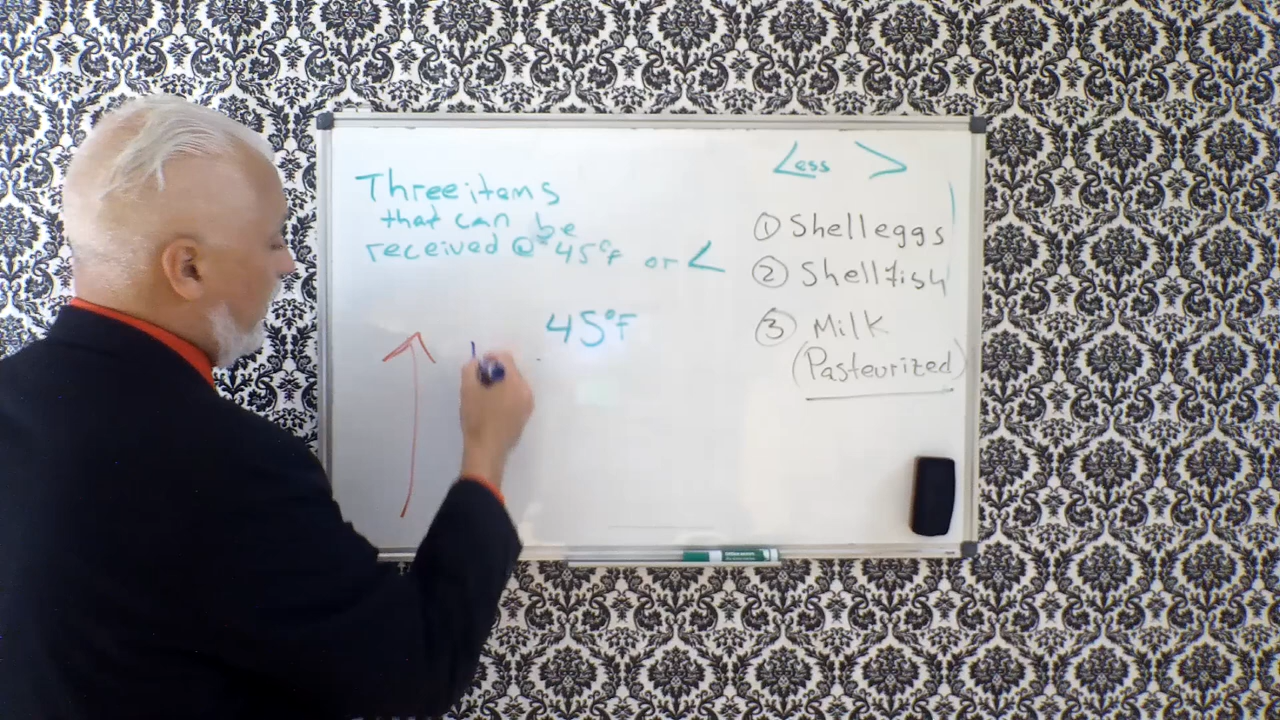 Three items
that can be
received @ 45°F or <
45°F
Less >
① Shell eggs
② Shellfish
③ Milk
(Pasteurized)